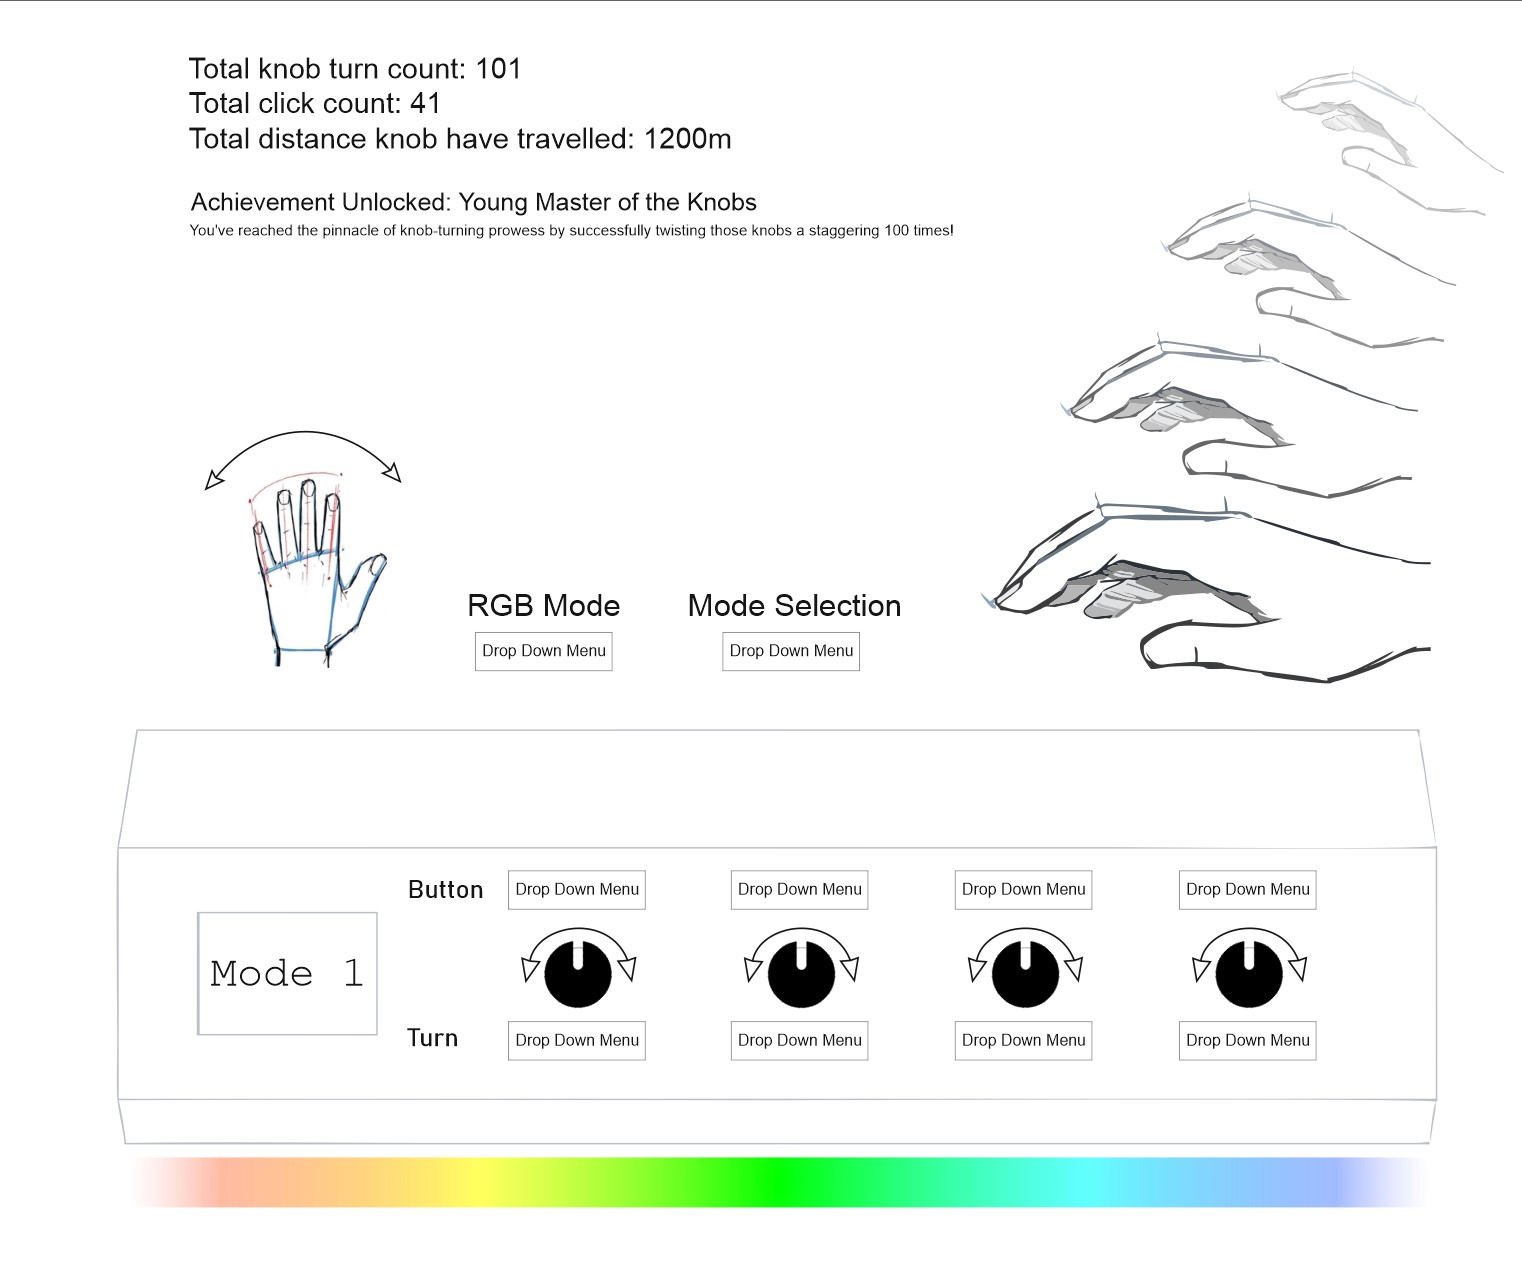 Total knob turn count: 101
Total click count: 41
Total distance knob have travelled: 1200m
Achievement Unlocked: Young Master of the Knobs
You've reached the pinnacle of knob-turning prowess by successfully twisting those knobs a staggering 100 times!
RGB Mode
Mode Selection
Drop Down Menu
Drop Down Menu
Button
Drop Down Menu
Drop Down Menu
Drop Down Menu
Drop Down Menu
Mode 1
Turn
Drop Down Menu
Drop Down Menu
Drop Down Menu
Drop Down Menu